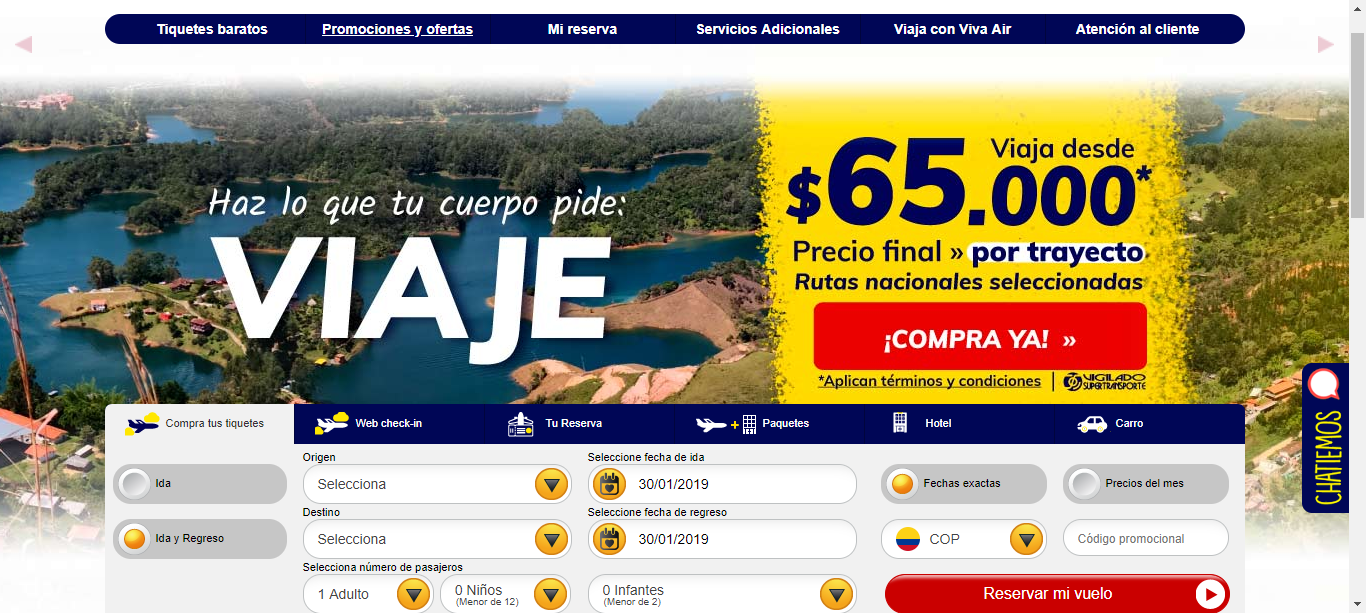 Tiquetes baratos
Promociones y ofertas
Mi reserva
Servicios Adicionales
Viaja con Viva Air
Atención al cliente
Haz lo que tu cuerpo pide:
VIAJE
Viaja desde
$65.000*
Precio final » por trayecto
Rutas nacionales seleccionadas
¡COMPRA YA! »
*Aplican términos y condiciones
VIGILADO
SUPERTRANSPORTE
CHATIEMOS
Compra tus tiquetes
Web check-in
Tu Reserva
Paquetes
Hotel
Carro
Ida
Ida y Regreso
Origen
Selecciona
Destino
Selecciona
Selecciona número de pasajeros
1 Adulto
0 Niños
(Menor de 12)
Seleccione fecha de ida
30/01/2019
Seleccione fecha de regreso
30/01/2019
0 Infantes
(Menor de 2)
Fechas exactas
Precios del mes
COP
Código promocional
Reservar mi vuelo